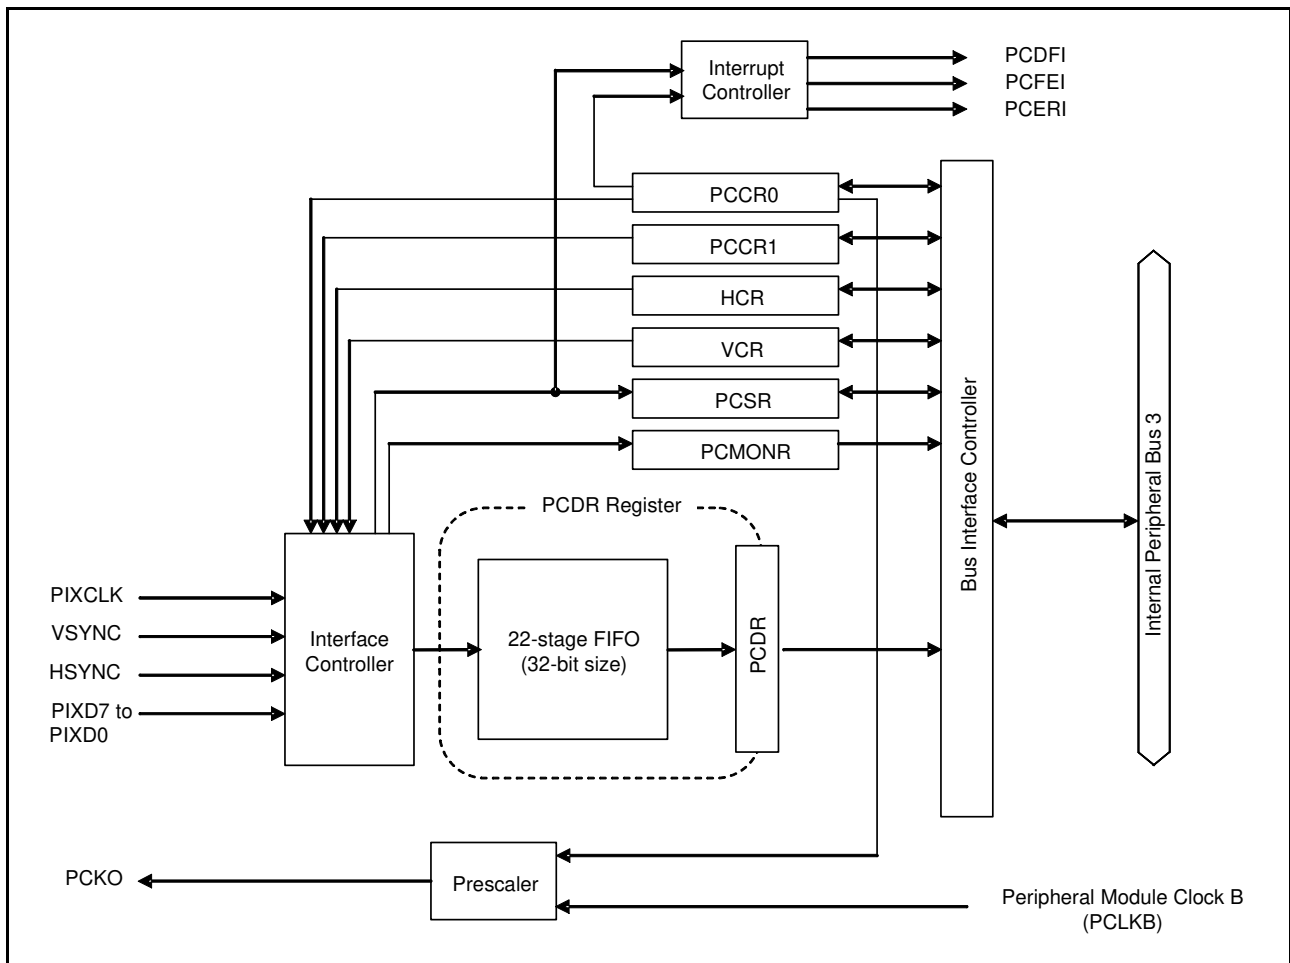 Interrupt
Controller
PCDFI
PCFEI
PCERI
PCCR0
PCCR1
HCR
VCR
PCSR
PCMONR
Bus Interface Controller
Internal Peripheral Bus 3
PCDR Register
PIXCLK
VSYNC
HSYNC
PIXD7 to
PIXD0
Interface
Controller
22-stage FIFO
(32-bit size)
PCDR
PCKO
Prescaler
Peripheral Module Clock B
(PCLKB)